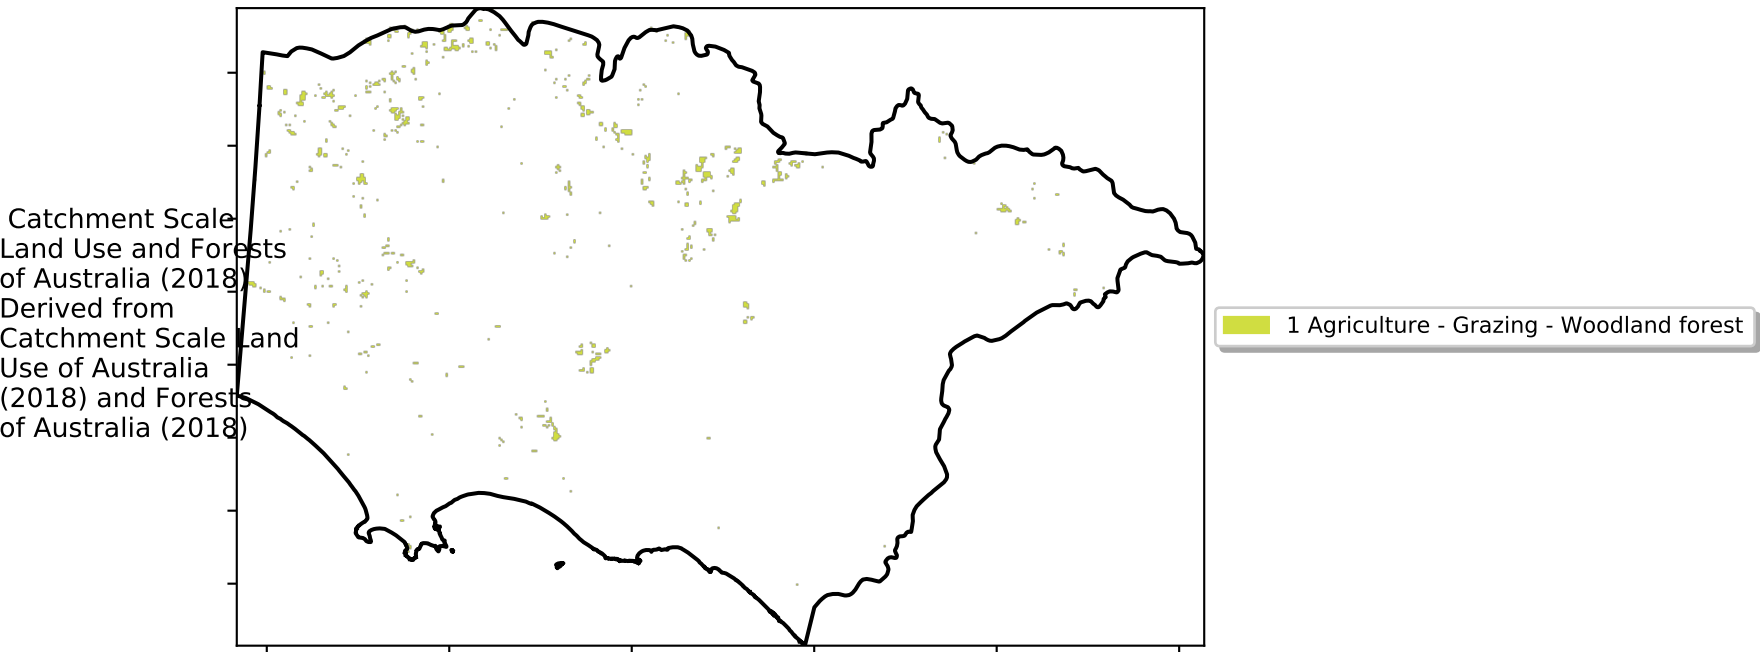 Catchment Scale
Land Use and Forests
of Australia (2018)
Derived from
Catchment Scale Land
Use of Australia
(2018) and Forests
of Australia (2018)
1 Agriculture - Grazing - Woodland forest